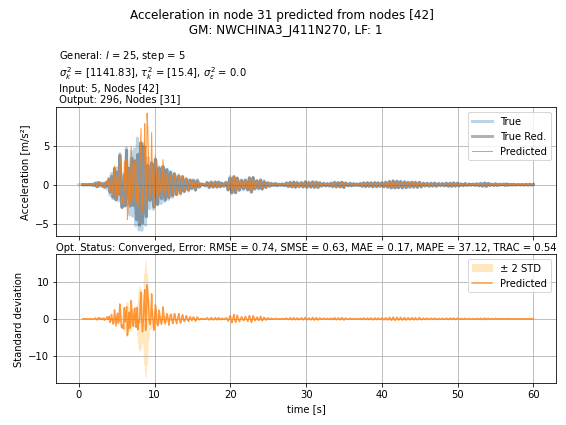 Acceleration in node 31 predicted from nodes [42]
GM: NWCHINA3_J411N270, LF: 1
General: l = 25, step = 5
σ²ₖ = [1141.83], τ²ₖ = [15.4], σ²_ε = 0.0
Input: 5, Nodes [42]
Output: 296, Nodes [31]
True
True Red.
Predicted
Acceleration [m/s²]
5
0
−5
Opt. Status: Converged, Error: RMSE = 0.74, SMSE = 0.63, MAE = 0.17, MAPE = 37.12, TRAC = 0.54
± 2 STD
Predicted
Standard deviation
10
0
−10
0 10 20 30 40 50 60
time [s]